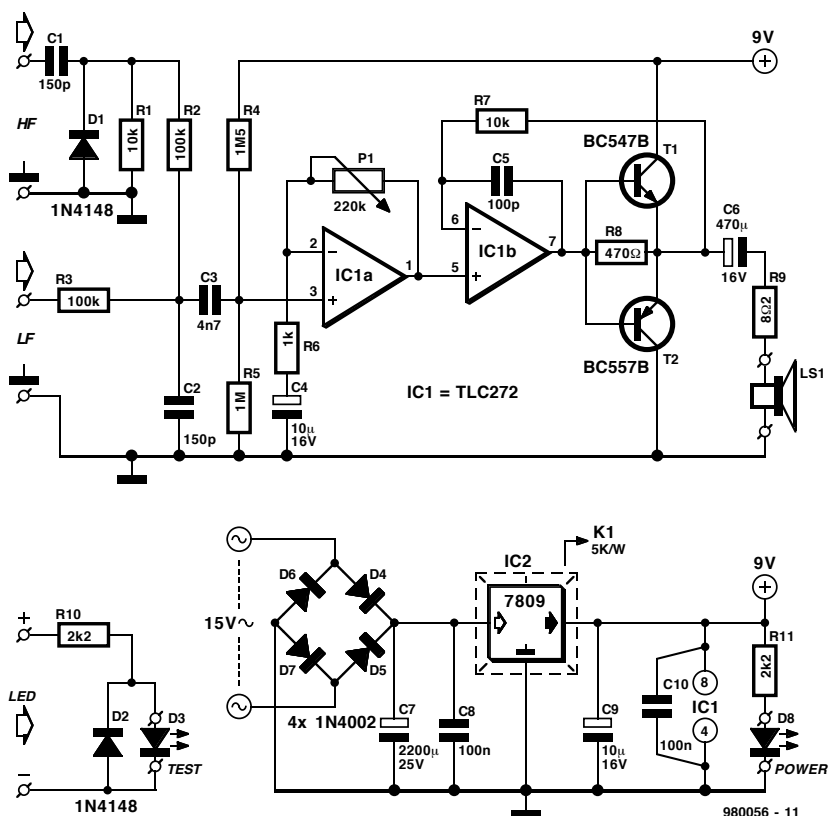 C1
150p
HF
D1
1N4148
R1
10k
R2
100k
R4
1M5
9V
R7
10k
C5
100p
BC547B
T1
P1
220k
2
3
1
IC1a
6
5
7
IC1b
R8
470Ω
C6
470µ
16V
R9
8Ω2
LS1
BC557B
T2
R3
100k
LF
C3
4n7
R6
1k
C4
10µ
16V
R5
1M
C2
150p
IC1 = TLC272
R10
2k2
LED
D2
1N4148
D3
TEST
15V
D6
D4
D7
D5
4x 1N4002
C7
2200µ
25V
C8
100n
IC2
7809
K1
5K/W
C9
10µ
16V
C10
100n
8
IC1
4
9V
R11
2k2
D8
POWER
980056 - 11